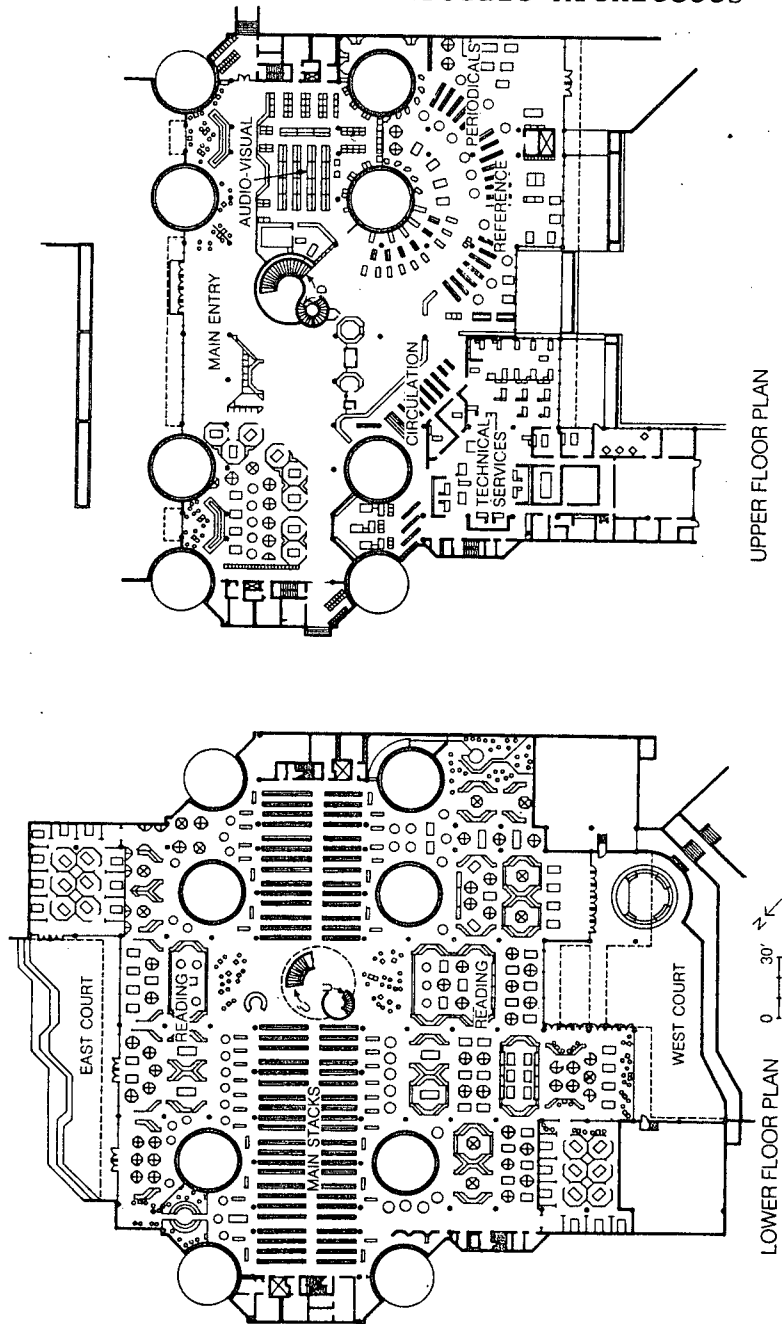 MAIN ENTRY
AUDIO-VISUAL
PERIODICALS
REFERENCE
CIRCULATION
TECHNICAL
SERVICES
D
UPPER FLOOR PLAN
EAST COURT
READING
MAIN STACKS
U
READING
WEST COURT
LOWER FLOOR PLAN
0 30'
N